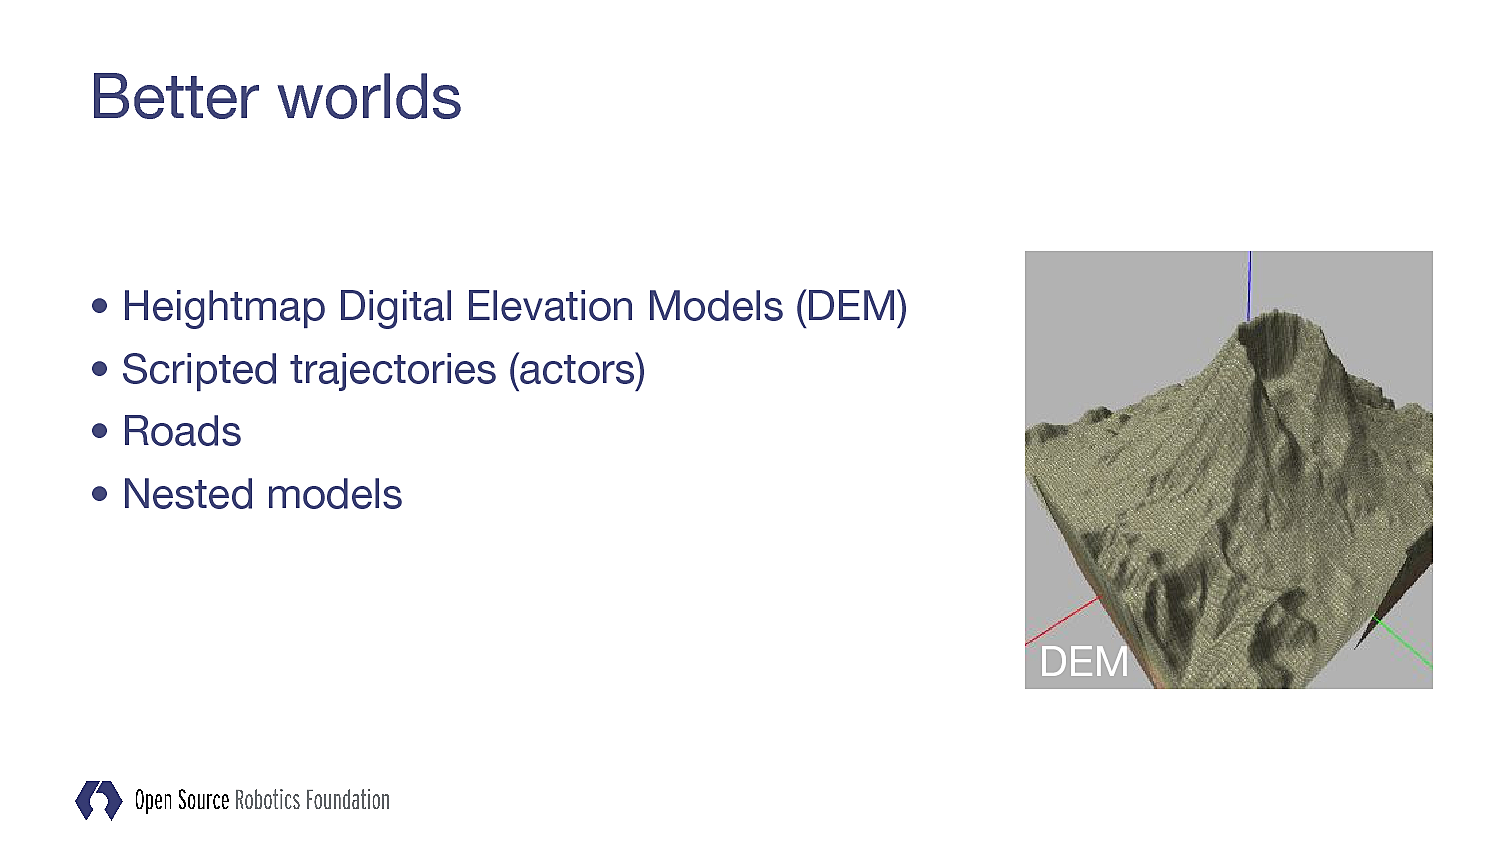 Better worlds
• Heightmap Digital Elevation Models (DEM)
• Scripted trajectories (actors)
• Roads
• Nested models
DEM
Open Source Robotics Foundation